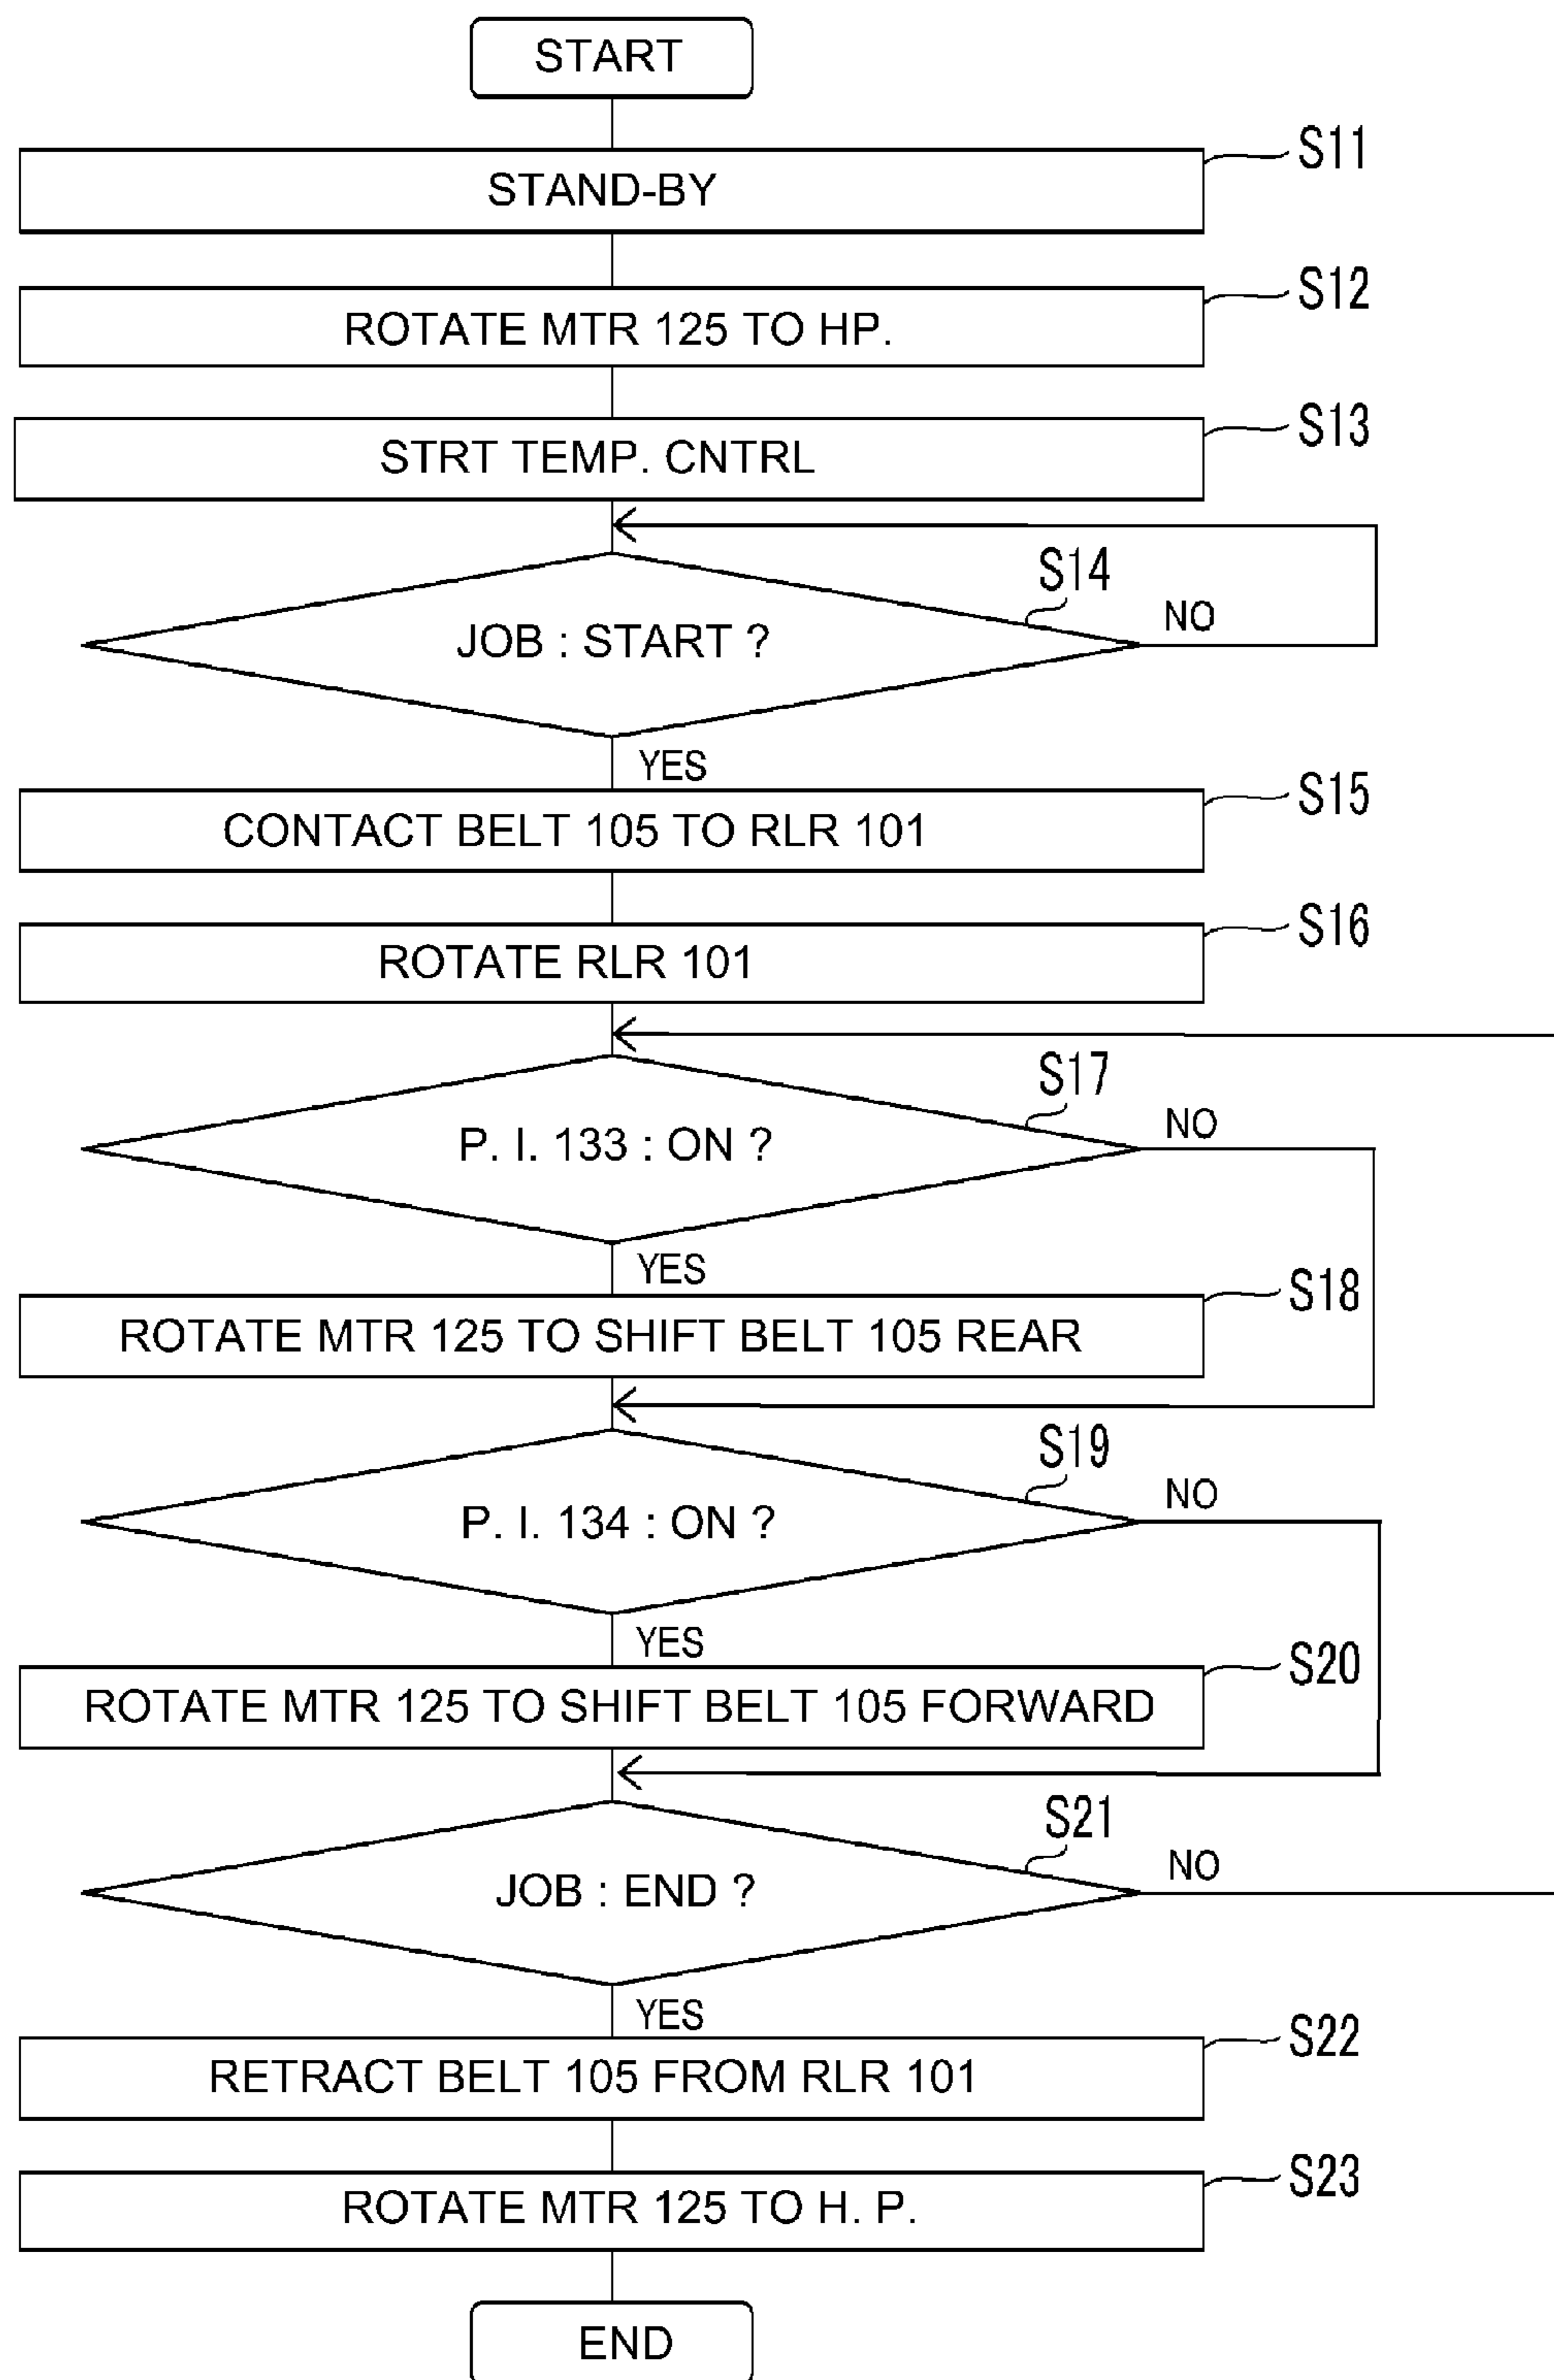 START
S11
STAND-BY
S12
ROTATE MTR 125 TO HP.
S13
STRT TEMP. CNTRL
S14
NO
JOB : START ?
YES
S15
CONTACT BELT 105 TO RLR 101
S16
ROTATE RLR 101
S17
NO
P. I. 133 : ON ?
YES
S18
ROTATE MTR 125 TO SHIFT BELT 105 REAR
S19
NO
P. I. 134 : ON ?
YES
S20
ROTATE MTR 125 TO SHIFT BELT 105 FORWARD
S21
NO
JOB : END ?
YES
S22
RETRACT BELT 105 FROM RLR 101
S23
ROTATE MTR 125 TO H. P.
END